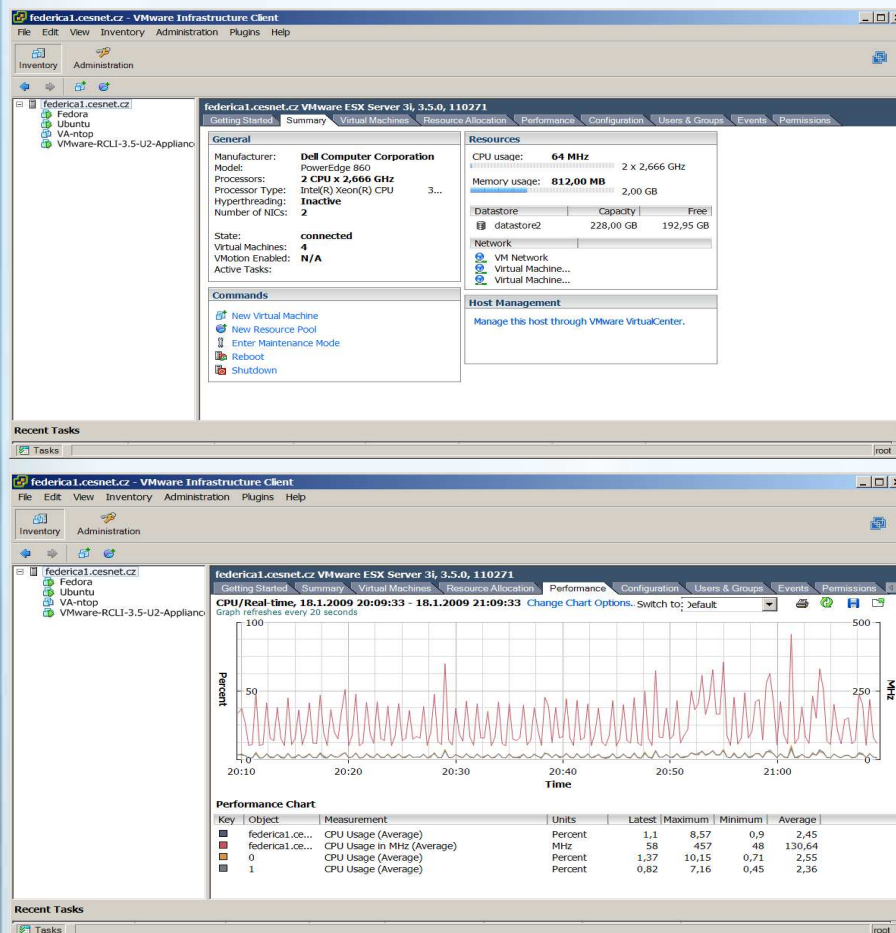 federica1.cesnet.cz - VMware Infrastructure Client
File Edit View Inventory Administration Plugins Help
Inventory Administration
federica1.cesnet.cz
Fedora
Ubuntu
VA-ntop
VMware-RCLI-3.5-U2-Applianc
federica1.cesnet.cz VMware ESX Server 3i, 3.5.0, 110271
Getting Started Summary Virtual Machines Resource Allocation Performance Configuration Users & Groups Events Permissions
General
Manufacturer: Dell Computer Corporation
Model: PowerEdge 860
Processors: 2 CPU x 2,666 GHz
Processor Type: Intel(R) Xeon(R) CPU 3...
Hyperthreading: Inactive
Number of NICs: 2
State: connected
Virtual Machines: 4
VMotion Enabled: N/A
Active Tasks:
Commands
New Virtual Machine
New Resource Pool
Enter Maintenance Mode
Reboot
Shutdown
Resources
CPU usage: 64 MHz
2 x 2,666 GHz
Memory usage: 812,00 MB
2,00 GB
Datastore Capacity Free
datastore2 228,00 GB 192,95 GB
Network
VM Network
Virtual Machine...
Virtual Machine...
Host Management
Manage this host through VMware VirtualCenter.
Recent Tasks
Tasks root
federica1.cesnet.cz - VMware Infrastructure Client
File Edit View Inventory Administration Plugins Help
Inventory Administration
federica1.cesnet.cz
Fedora
Ubuntu
VA-ntop
VMware-RCLI-3.5-U2-Applianc
federica1.cesnet.cz VMware ESX Server 3i, 3.5.0, 110271
Getting Started Summary Virtual Machines Resource Allocation Performance Configuration Users & Groups Events Permissions
CPU/Real-time, 18.1.2009 20:09:33 - 18.1.2009 21:09:33 Change Chart Options.. Switch to: Default
Graph refreshes every 20 seconds
100 500
Percent
50 250
MHz
0 0
20:10 20:20 20:30 20:40 20:50 21:00
Time
Performance Chart
Key Object Measurement Units Latest Maximum Minimum Average
federica1.ce... CPU Usage (Average) Percent 1,1 8,57 0,9 2,45
federica1.ce... CPU Usage in MHz (Average) MHz 58 457 48 130,64
0 CPU Usage (Average) Percent 1,37 10,15 0,71 2,55
1 CPU Usage (Average) Percent 0,82 7,16 0,45 2,36
Recent Tasks
Tasks root